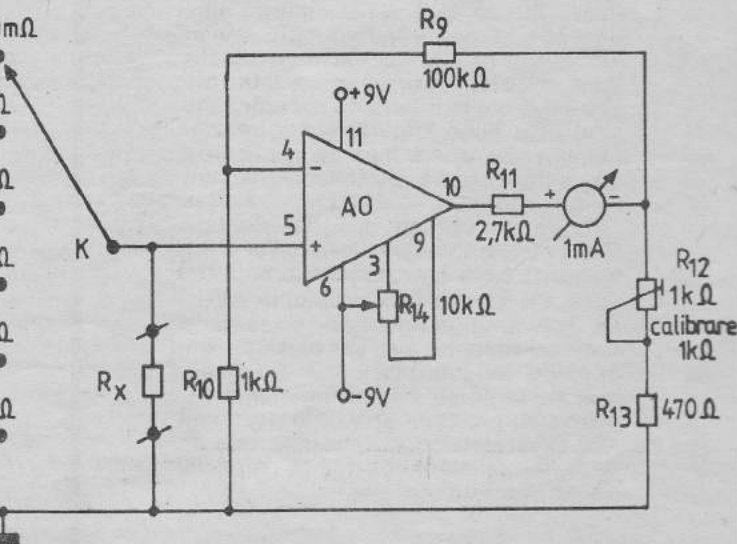 mΩ
R9
100kΩ
+9V
11
4
-
AO
10
R11
+
-
2,7kΩ
1mA
Ω
Ω
Ω
Ω
Ω
K
5
+
6
3
9
R14
10kΩ
-9V
R12
1kΩ
calibrare
1kΩ
RX
R10
1kΩ
R13
470Ω